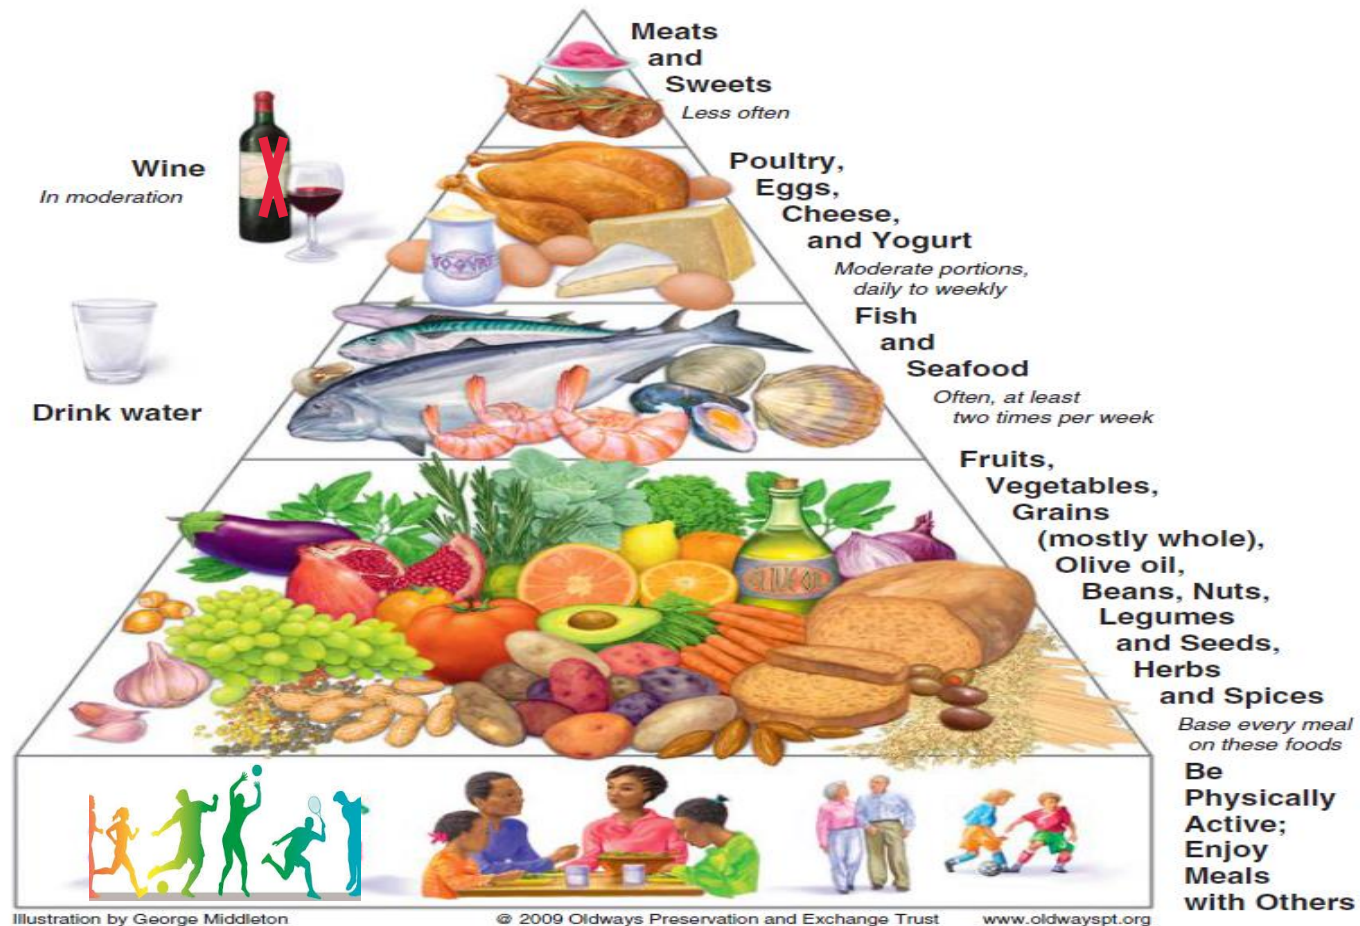 Meats
and
Sweets
Less often
Wine
In moderation
Poultry,
Eggs,
Cheese,
and Yogurt
Moderate portions,
daily to weekly
YOGURT
Drink water
Fish
and
Seafood
Often, at least
two times per week
Fruits,
Vegetables,
Grains
(mostly whole),
Olive oil,
Beans, Nuts,
Legumes
and Seeds,
Herbs
and Spices
Base every meal
on these foods
OLIVE OIL
Be
Physically
Active;
Enjoy
Meals
with Others
Illustration by George Middleton
@ 2009 Oldways Preservation and Exchange Trust
www.oldwayspt.org